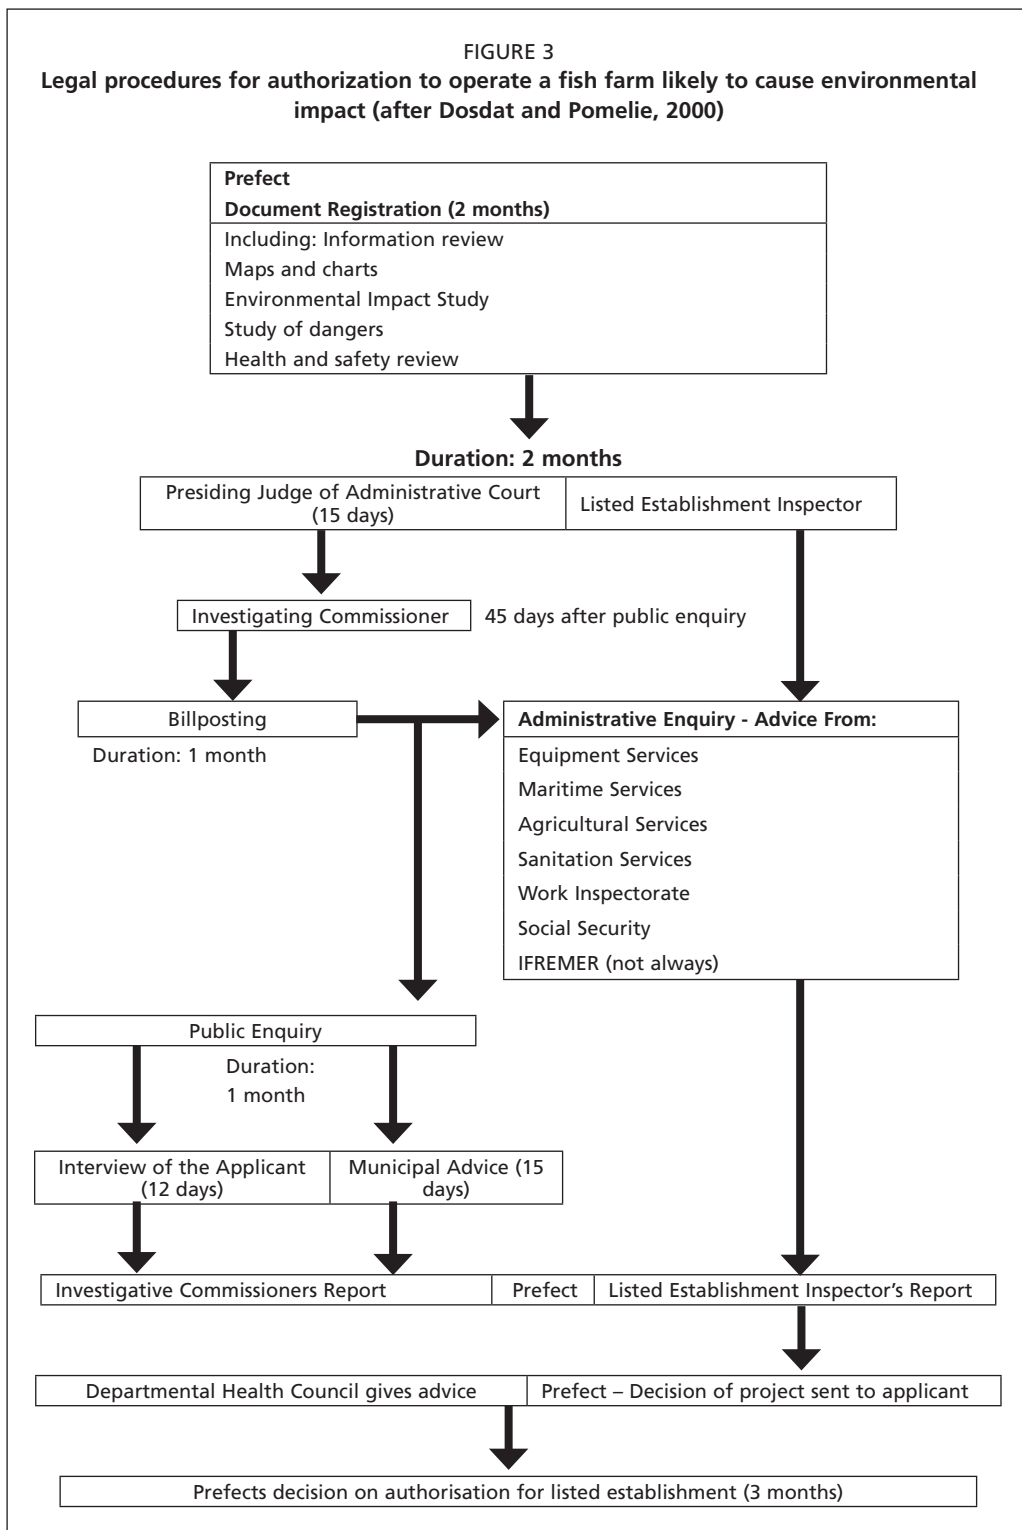 FIGURE 3
Legal procedures for authorization to operate a fish farm likely to cause environmental
impact (after Dosdat and Pomelie, 2000)
Prefect
Document Registration (2 months)
Including: Information review
Maps and charts
Environmental Impact Study
Study of dangers
Health and safety review
Duration: 2 months
Presiding Judge of Administrative Court
(15 days)
Listed Establishment Inspector
Investigating Commissioner
45 days after public enquiry
Billposting
Duration: 1 month
Administrative Enquiry - Advice From:
Equipment Services
Maritime Services
Agricultural Services
Sanitation Services
Work Inspectorate
Social Security
IFREMER (not always)
Public Enquiry
Duration:
1 month
Interview of the Applicant
(12 days)
Municipal Advice (15
days)
Investigative Commissioners Report
Prefect
Listed Establishment Inspector’s Report
Departmental Health Council gives advice
Prefect – Decision of project sent to applicant
Prefects decision on authorisation for listed establishment (3 months)